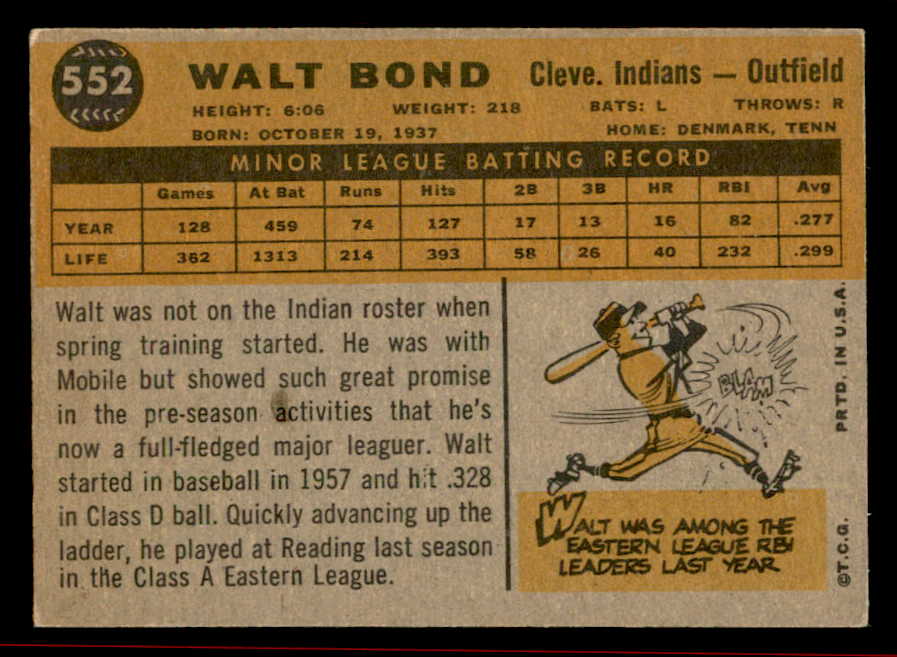 552
WALT BOND
Cleve. Indians — Outfield
HEIGHT: 6:06 WEIGHT: 218 BATS: L THROWS: R
BORN: OCTOBER 19, 1937 HOME: DENMARK, TENN
MINOR LEAGUE BATTING RECORD
Games At Bat Runs Hits 2B 3B HR RBI Avg
YEAR 128 459 74 127 17 13 16 82 .277
LIFE 362 1313 214 393 58 26 40 232 .299
Walt was not on the Indian roster when
spring training started. He was with
Mobile but showed such great promise
in the pre-season activities that he's
now a full-fledged major leaguer. Walt
started in baseball in 1957 and hit .328
in Class D ball. Quickly advancing up the
ladder, he played at Reading last season
in the Class A Eastern League.
BLAM
WALT WAS AMONG THE
EASTERN LEAGUE RBI
LEADERS LAST YEAR
PRTD. IN U.S.A.
©T.C.G.